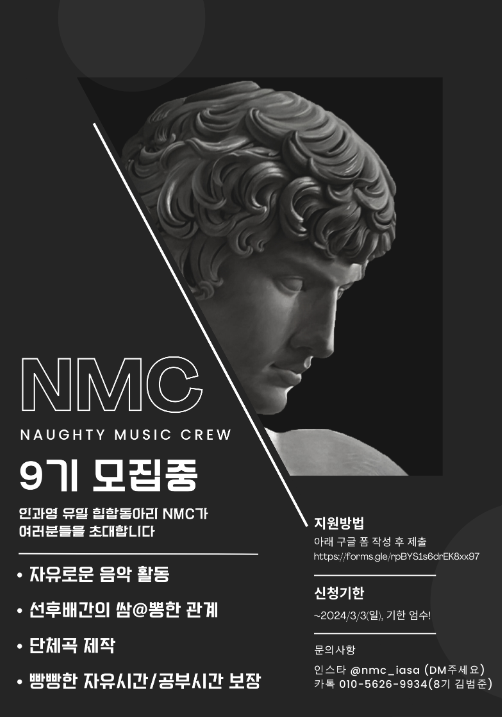 NMC
NAUGHTY MUSIC CREW
9기 모집중
인과영 유일 힙합동아리 NMC가
여러분들을 초대합니다
• 자유로운 음악 활동
• 선후배간의 쌈@뽕한 관계
• 단체곡 제작
• 빵빵한 자유시간/공부시간 보장
지원방법
아래 구글 폼 작성 후 제출
https://forms.gle/rpBYS1s6drEK8xx97
신청기한
~2024/3/3(일), 기한 엄수!
문의사항
인스타 @nmc_iasa (DM주세요)
카톡 010-5626-9934(8기 김범준)